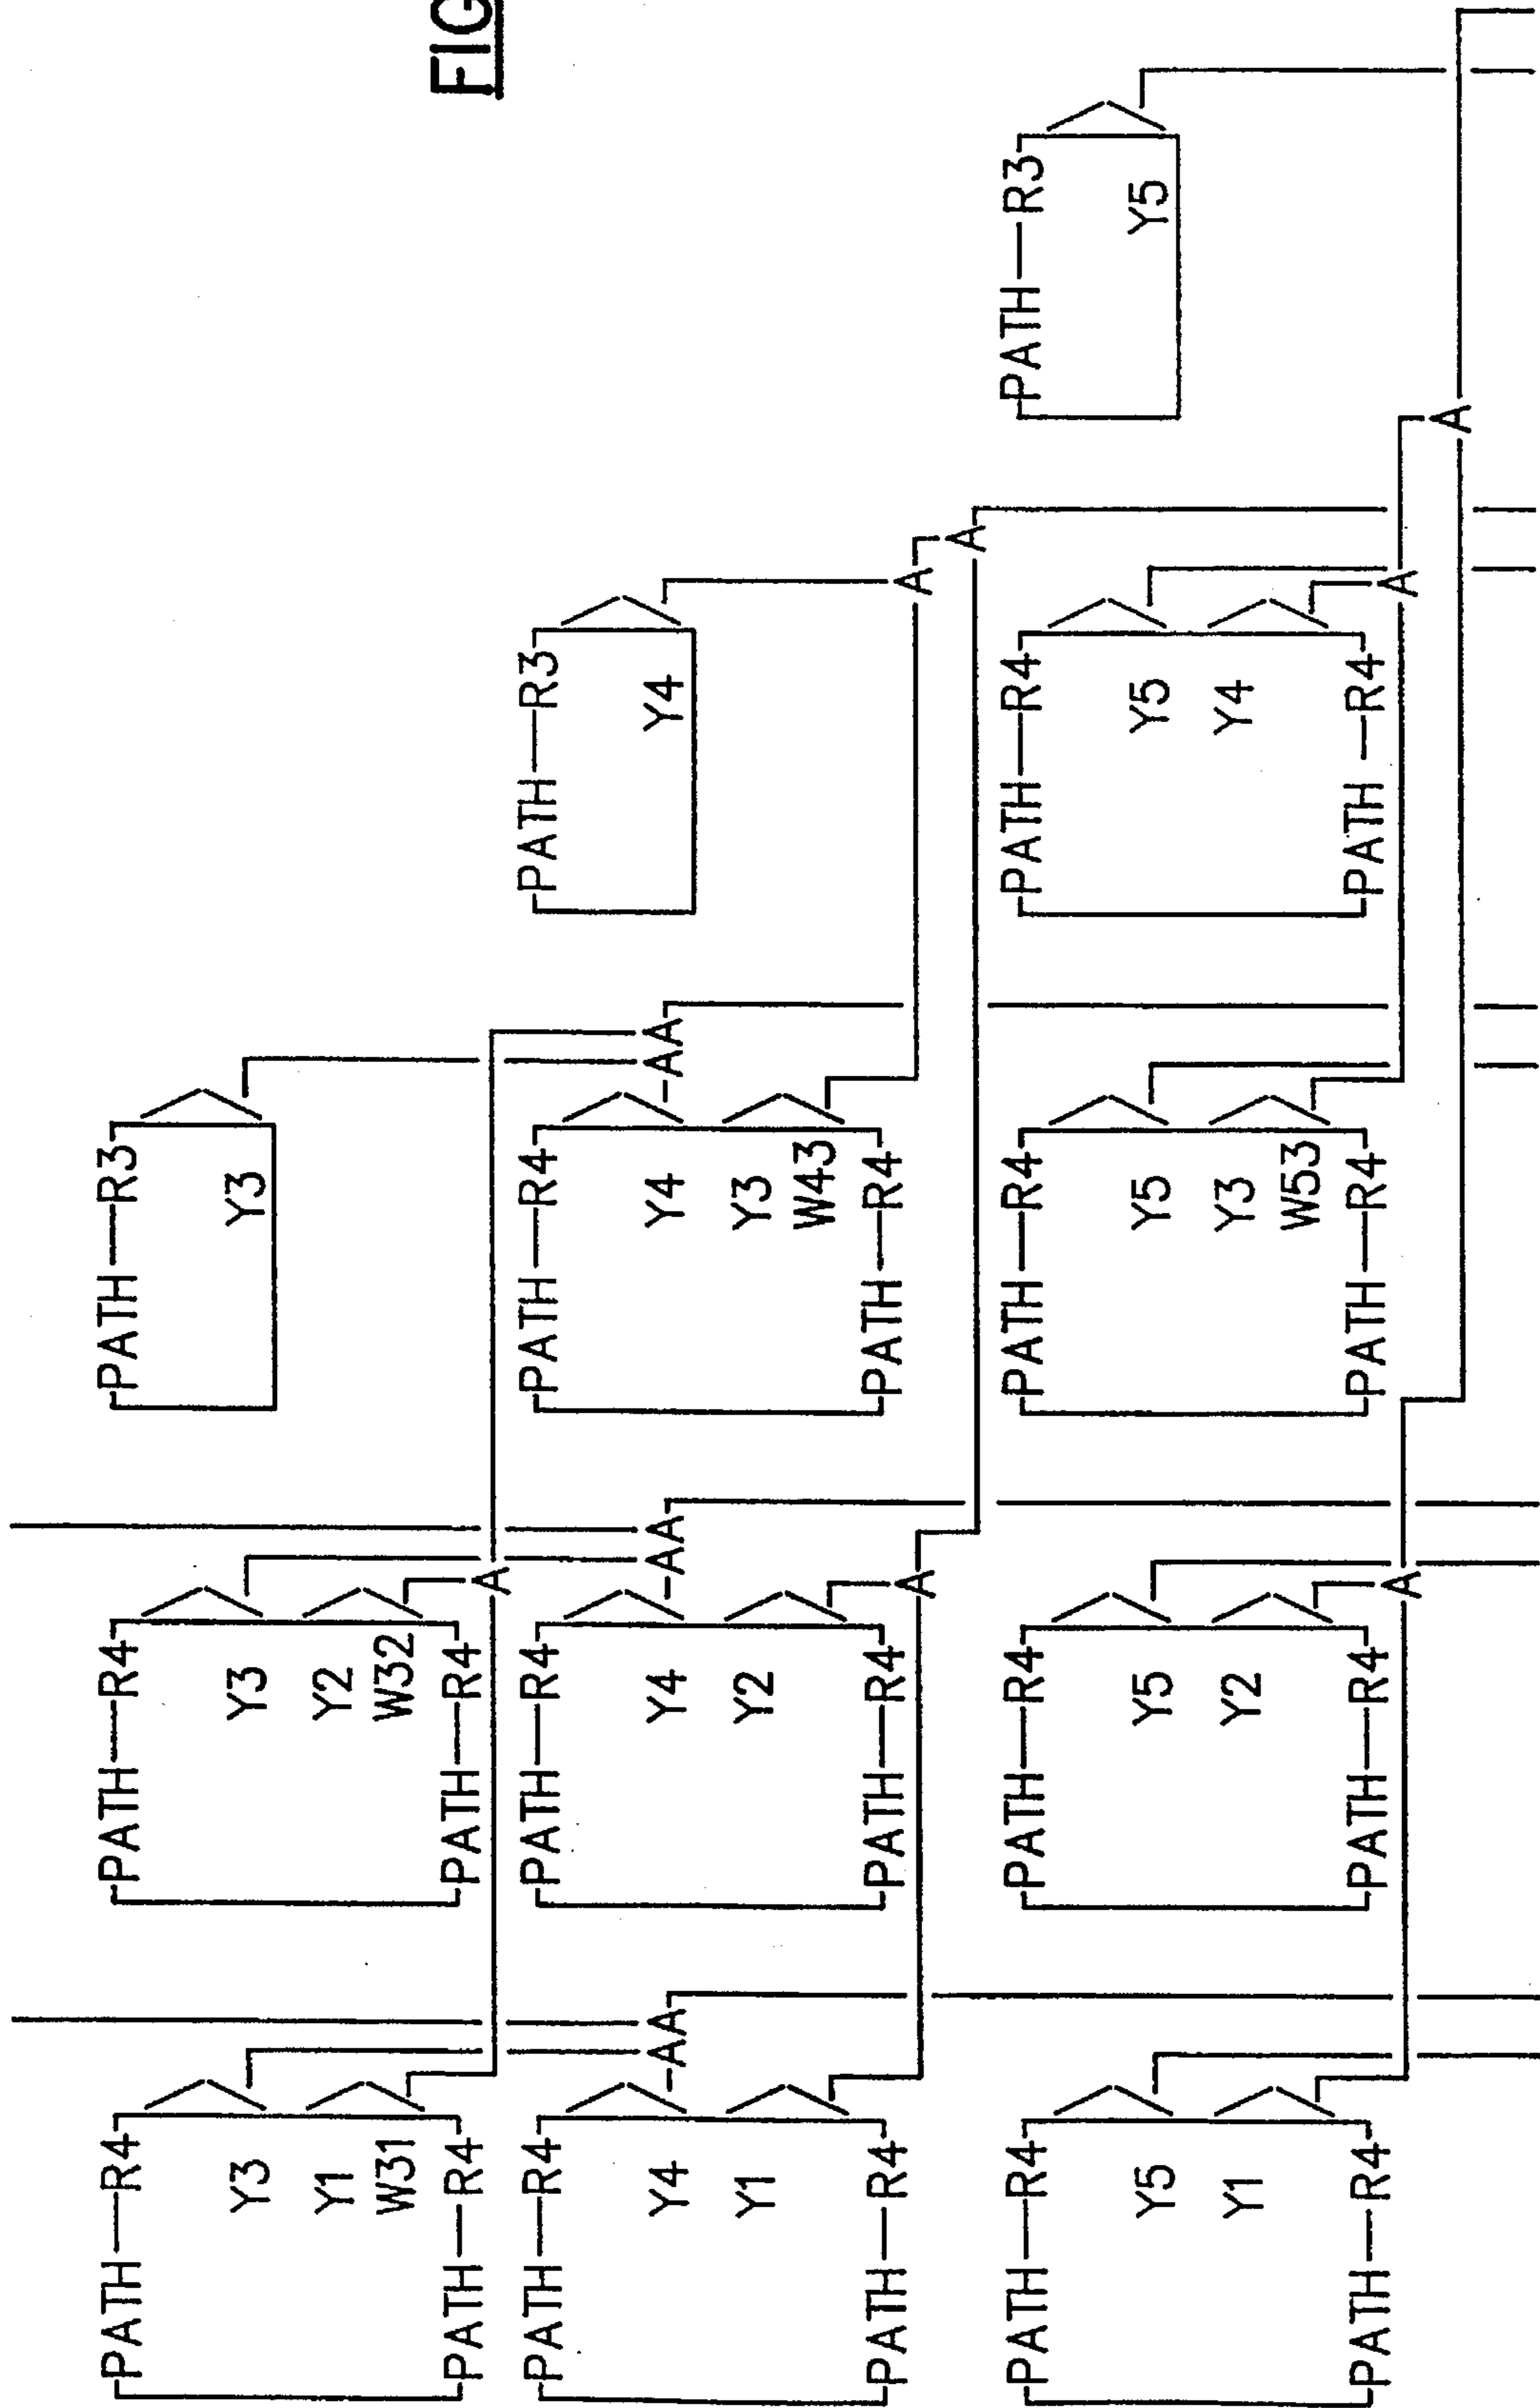 PATH—R4 PATH—R4 PATH—R3
Y3 Y3 Y3
Y1 Y2
W31 W32
PATH—R4 PATH—R4
FIG
A
PATH—R4 PATH—R4 PATH—R4 PATH—R3
Y4 AA Y4 AA Y4 AA Y4
Y1 Y2 Y3
W43
PATH—R4 PATH—R4 PATH—R4
A A
A
PATH—R4 PATH—R4 PATH—R4 PATH—R4 PATH—R3
Y5 Y5 Y5 Y5 Y5
Y1 Y2 Y3 Y4
W53
PATH—R4 PATH—R4 PATH—R4 PATH—R4
A A
A